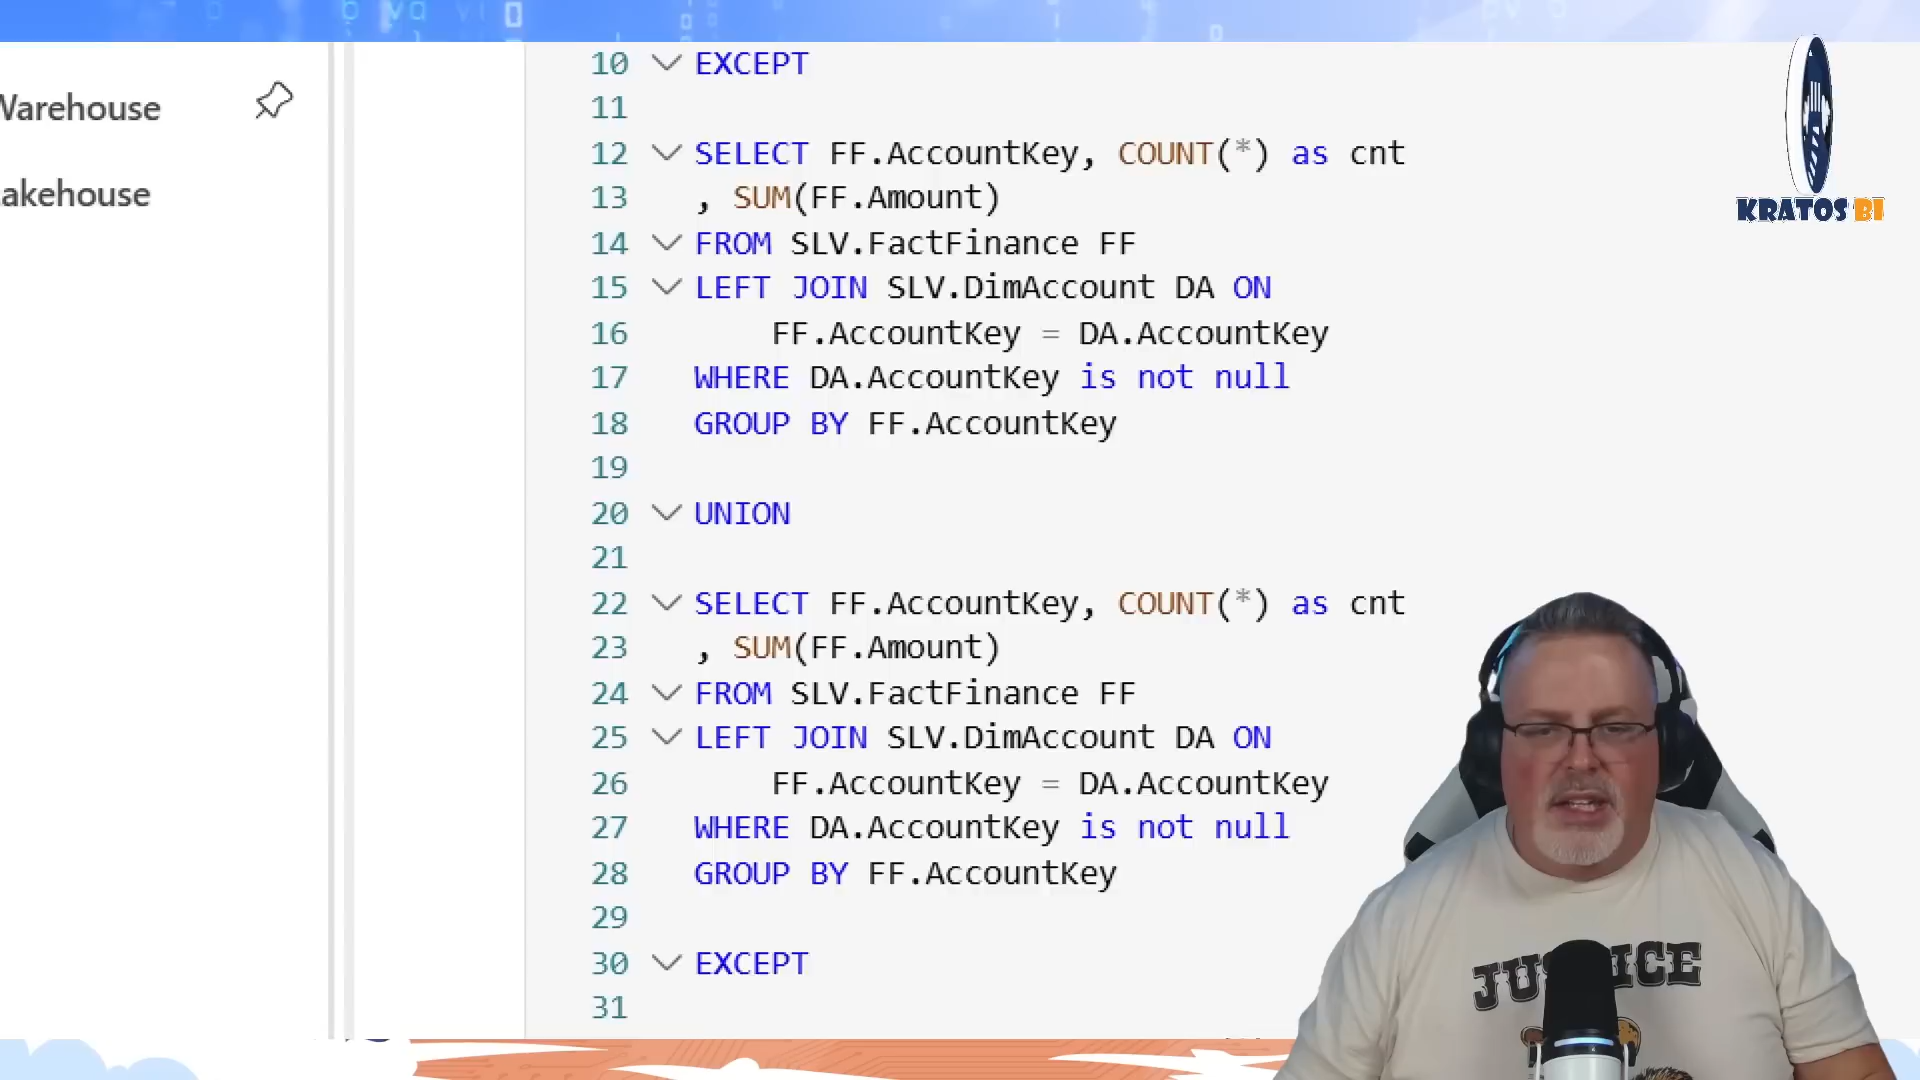 Warehouse
akehouse
10 EXCEPT
11
12 SELECT FF.AccountKey, COUNT(*) as cnt
13 , SUM(FF.Amount)
14 FROM SLV.FactFinance FF
15 LEFT JOIN SLV.DimAccount DA ON
16 FF.AccountKey = DA.AccountKey
17 WHERE DA.AccountKey is not null
18 GROUP BY FF.AccountKey
19
20 UNION
21
22 SELECT FF.AccountKey, COUNT(*) as cnt
23 , SUM(FF.Amount)
24 FROM SLV.FactFinance FF
25 LEFT JOIN SLV.DimAccount DA ON
26 FF.AccountKey = DA.AccountKey
27 WHERE DA.AccountKey is not null
28 GROUP BY FF.AccountKey
29
30 EXCEPT
31
KRATOS BI